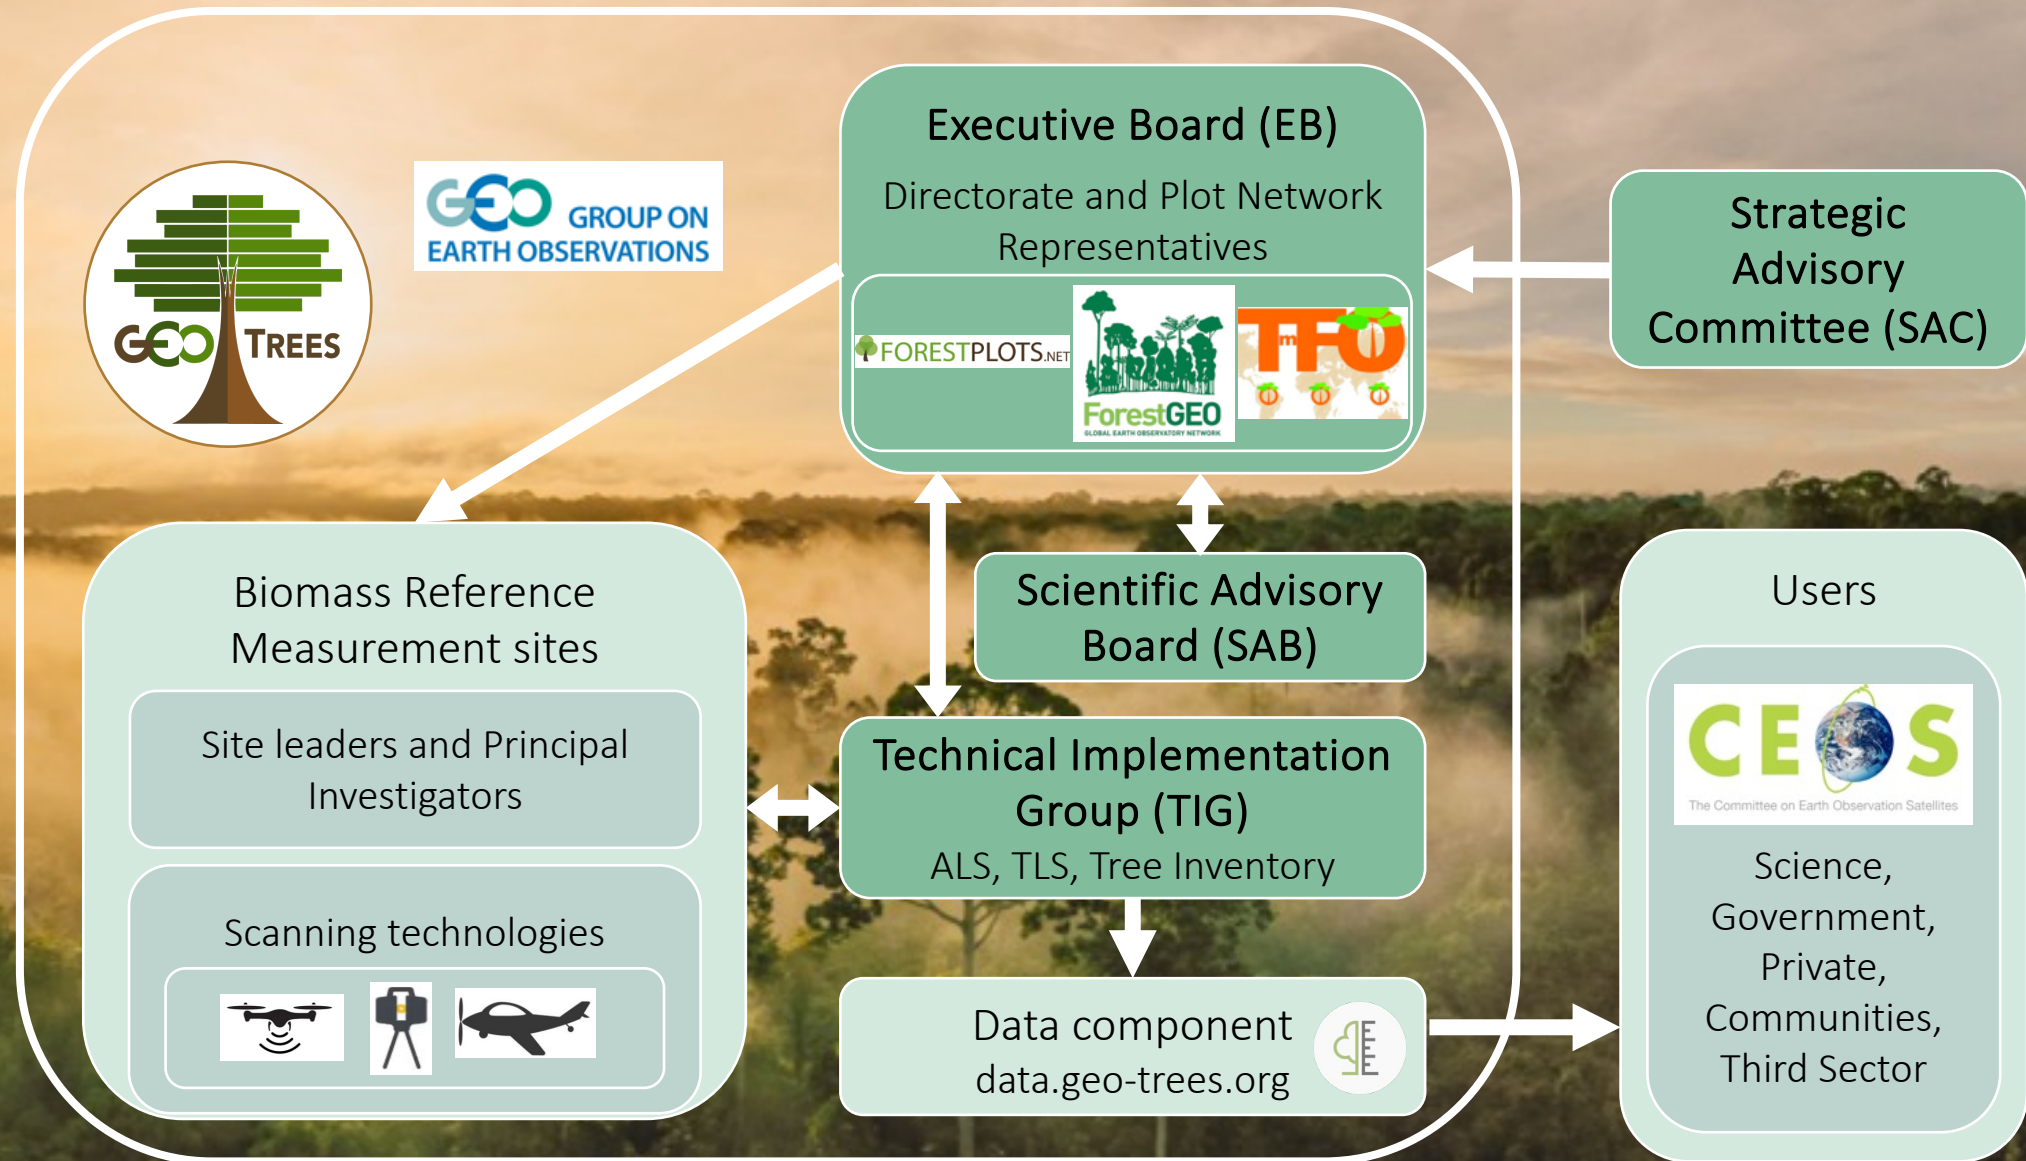 GEO TREES
GEO GROUP ON
EARTH OBSERVATIONS
Executive Board (EB)
Directorate and Plot Network
Representatives
FORESTPLOTS.NET
ForestGEO
GLOBAL EARTH OBSERVATORY NETWORK
TmFO
Strategic
Advisory
Committee (SAC)
Biomass Reference
Measurement sites
Site leaders and Principal
Investigators
Scanning technologies
Scientific Advisory
Board (SAB)
Technical Implementation
Group (TIG)
ALS, TLS, Tree Inventory
Data component
data.geo-trees.org
Users
CEOS
The Committee on Earth Observation Satellites
Science,
Government,
Private,
Communities,
Third Sector